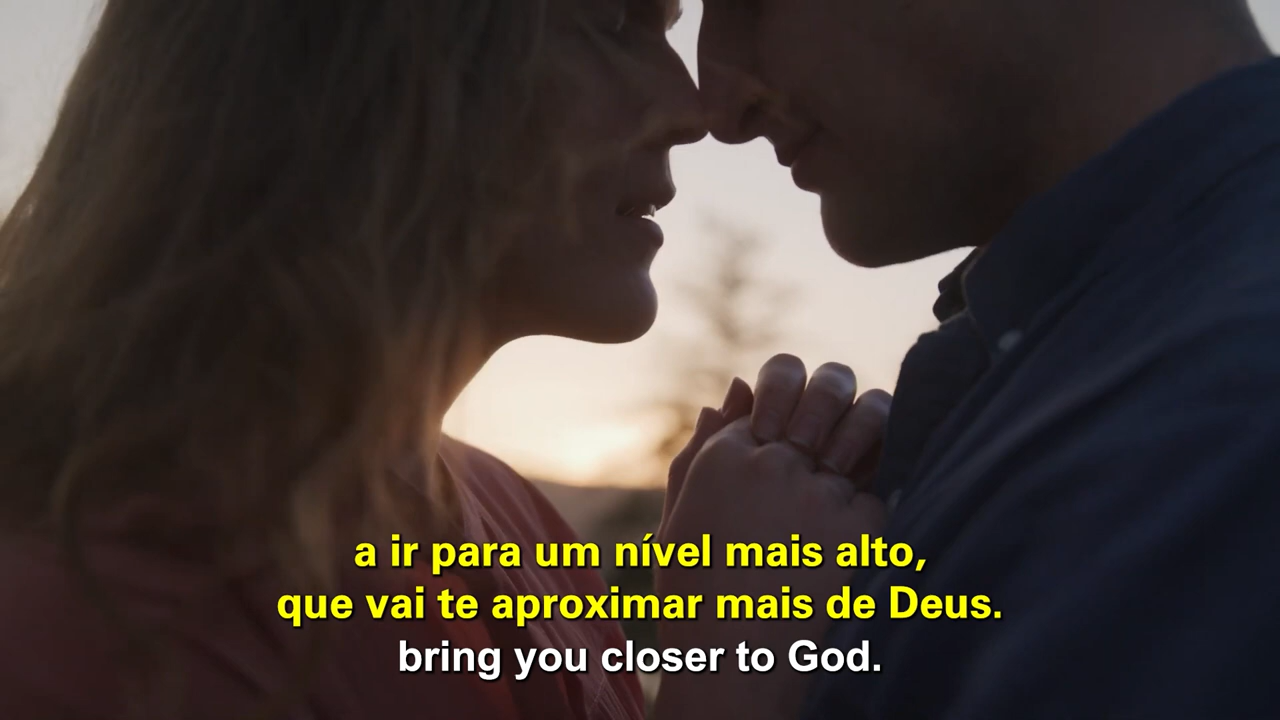 a ir para um nível mais alto,
que vai te aproximar mais de Deus.
bring you closer to God.